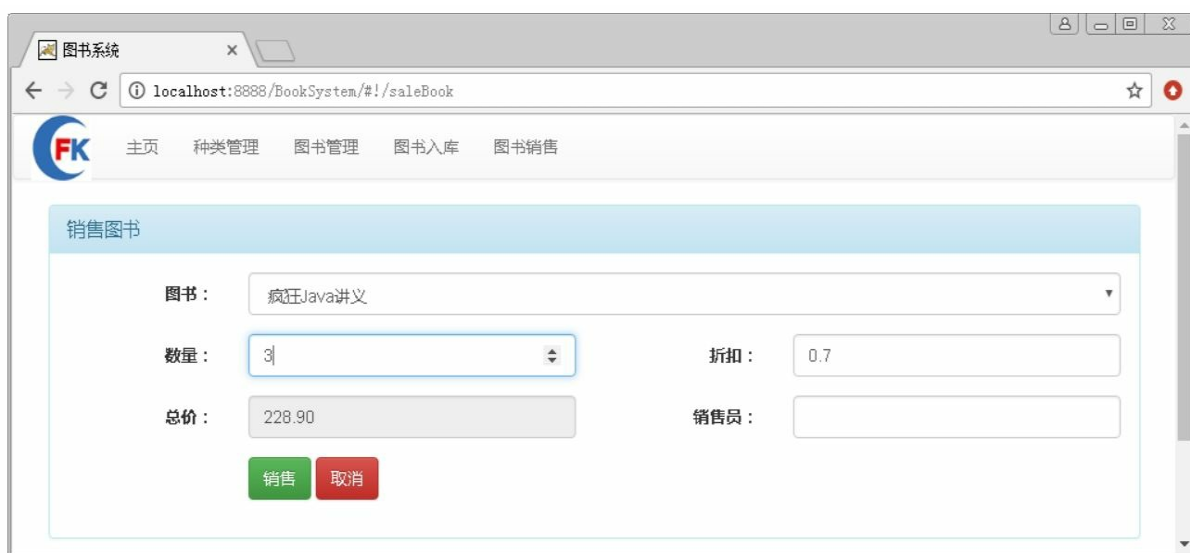 图书系统
localhost:8888/BookSystem/#!/saleBook
FK 主页 种类管理 图书管理 图书入库 图书销售
销售图书
图书： 疯狂Java讲义
数量： 3 折扣： 0.7
总价： 228.90 销售员：
销售 取消